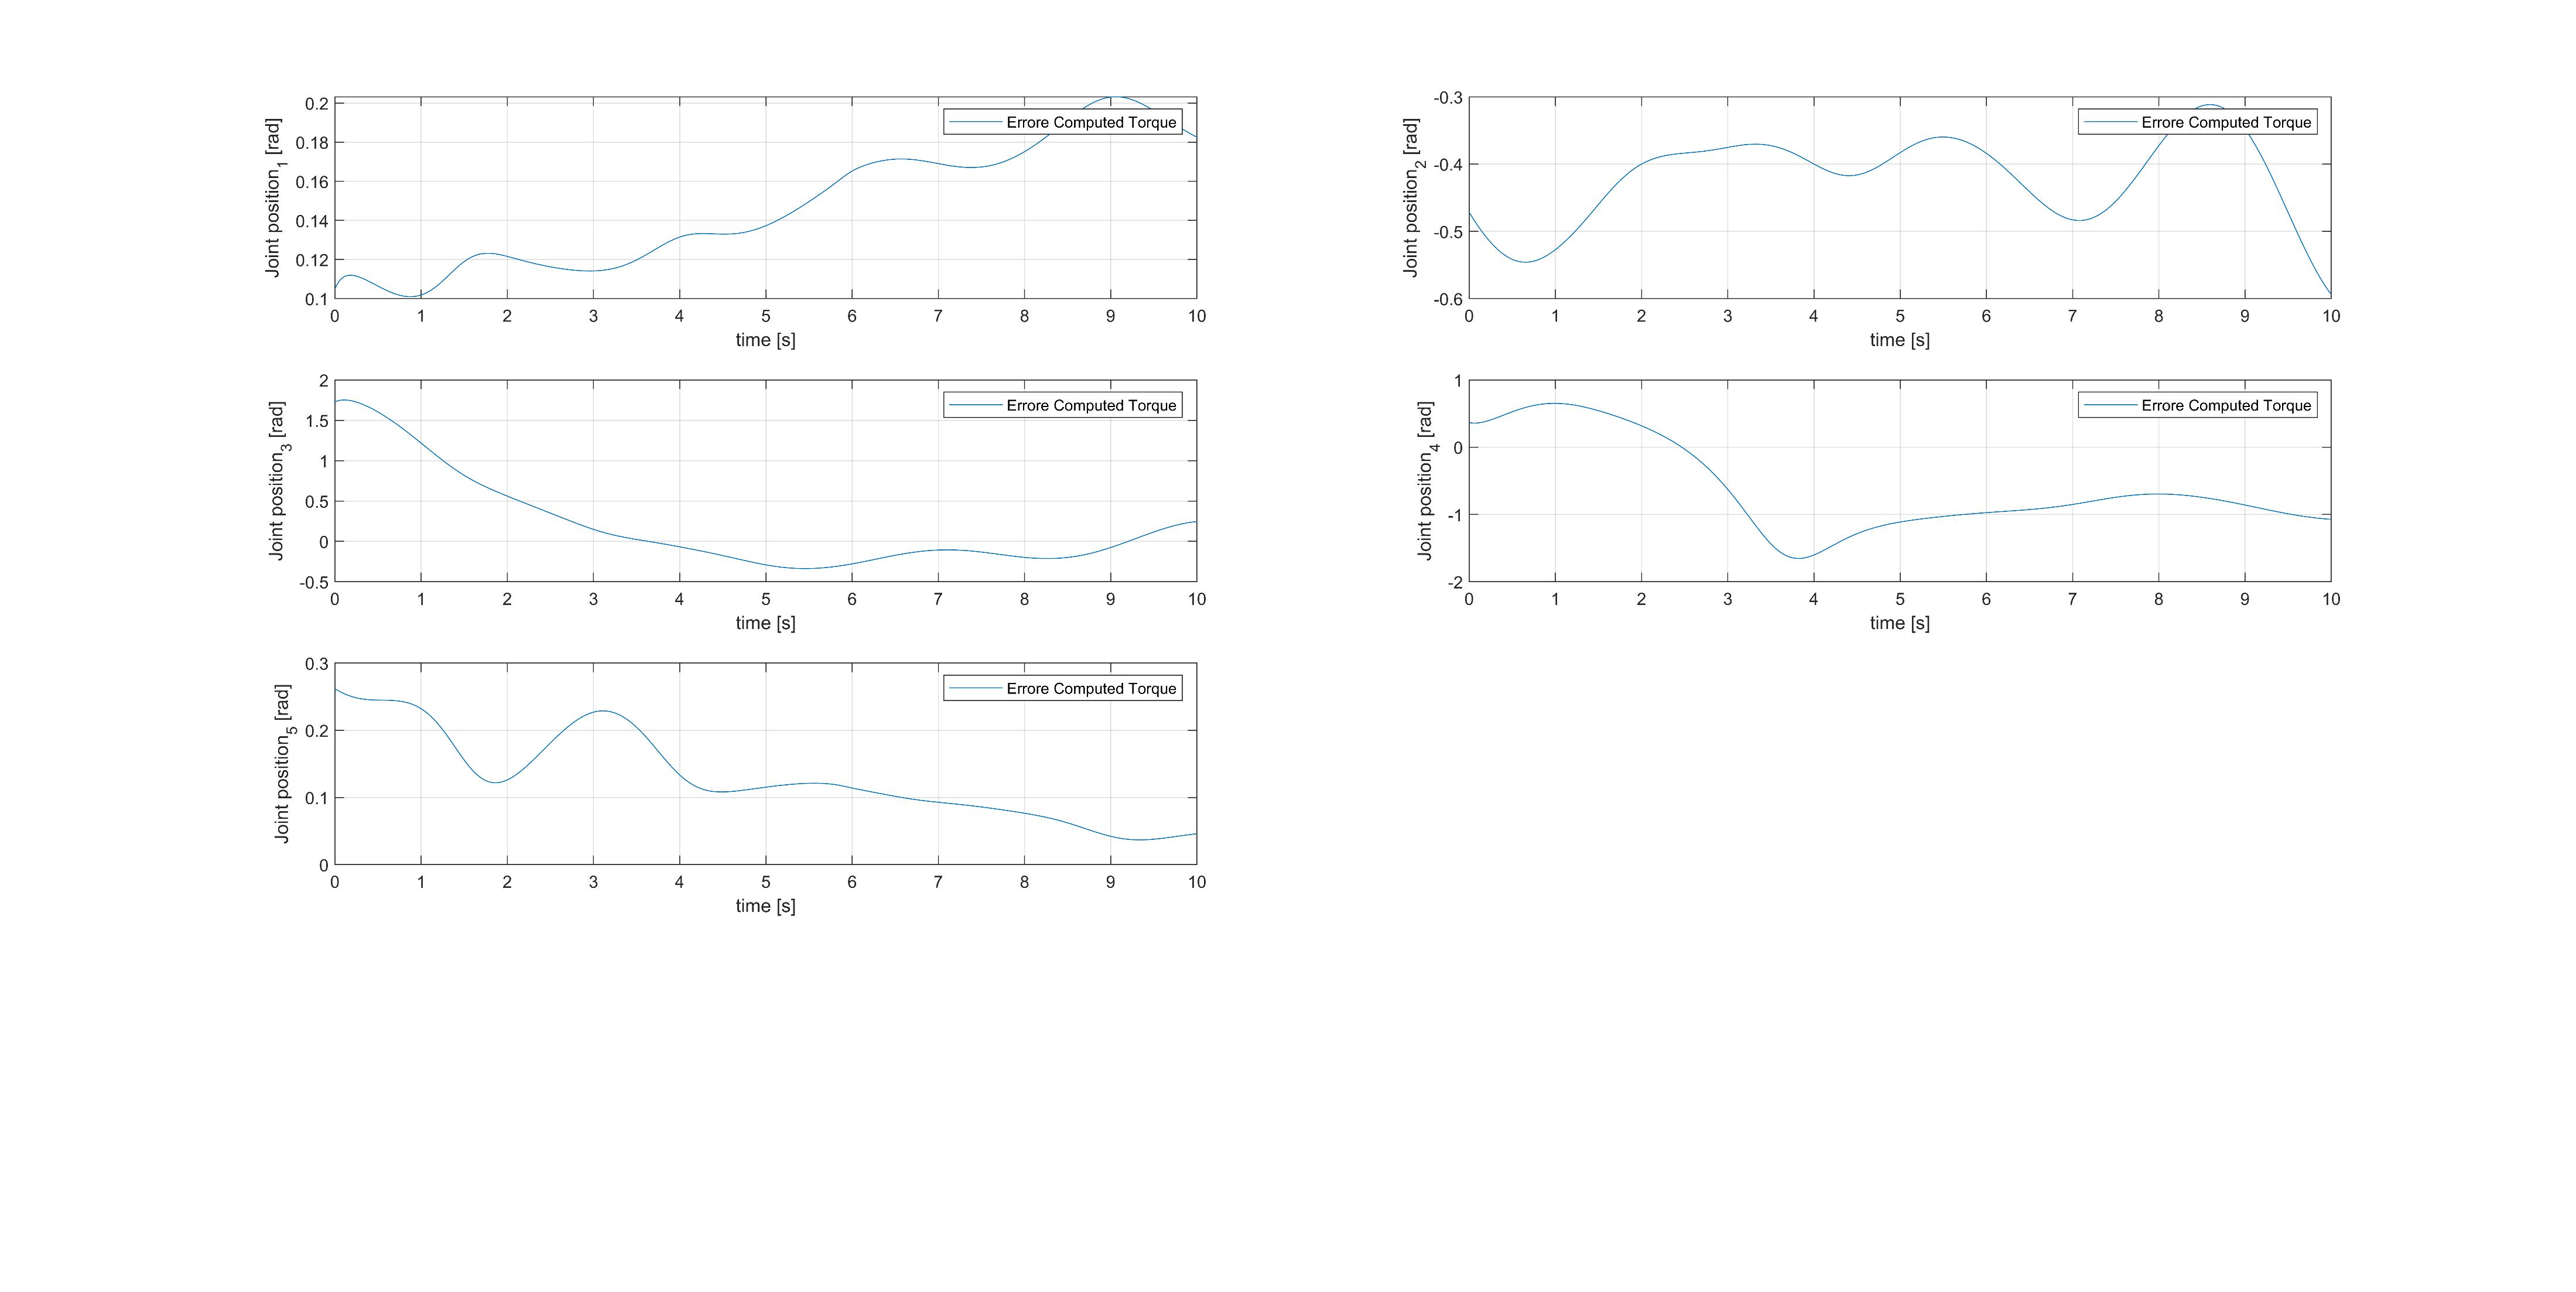 Joint position₁ [rad]
0.2
0.18
0.16
0.14
0.12
0.1
Errore Computed Torque
0 1 2 3 4 5 6 7 8 9 10
time [s]
Joint position₂ [rad]
-0.3
-0.4
-0.5
-0.6
Errore Computed Torque
0 1 2 3 4 5 6 7 8 9 10
time [s]
Joint position₃ [rad]
2
1.5
1
0.5
0
-0.5
Errore Computed Torque
0 1 2 3 4 5 6 7 8 9 10
time [s]
Joint position₄ [rad]
1
0
-1
-2
Errore Computed Torque
0 1 2 3 4 5 6 7 8 9 10
time [s]
Joint position₅ [rad]
0.3
0.2
0.1
0
Errore Computed Torque
0 1 2 3 4 5 6 7 8 9 10
time [s]